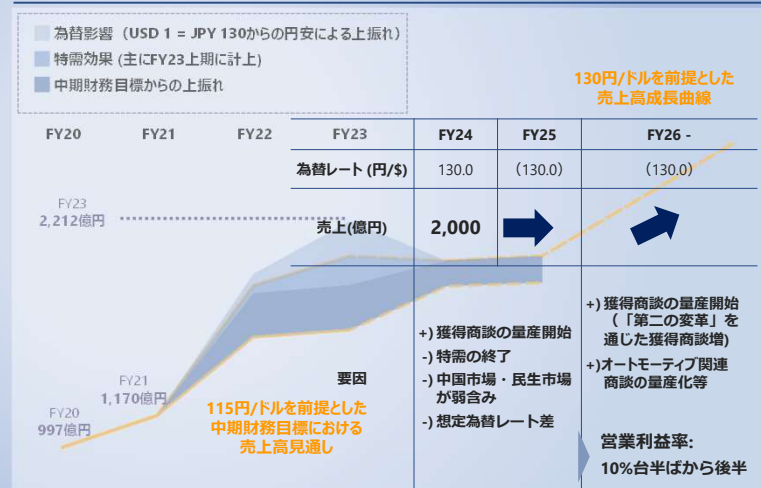 為替影響（USD 1 = JPY 130からの円安による上振れ）
特需効果 (主にFY23上期に計上)
中期財務目標からの上振れ
130円/ドルを前提とした
売上高成長曲線
FY20 FY21 FY22 FY23 FY24 FY25 FY26 -
為替レート (円/$) 130.0 （130.0） （130.0）
FY23
2,212億円
売上(億円) 2,000
要因
+) 獲得商談の量産開始
-) 特需の終了
-) 中国市場・民生市場
が弱含み
-) 想定為替レート差
+) 獲得商談の量産開始
（「第二の変革」を
通じた獲得商談増)
+)オートモーティブ関連
商談の量産化等
FY21
1,170億円
FY20
997億円
115円/ドルを前提とした
中期財務目標における
売上高見通し
営業利益率:
10%台半ばから後半